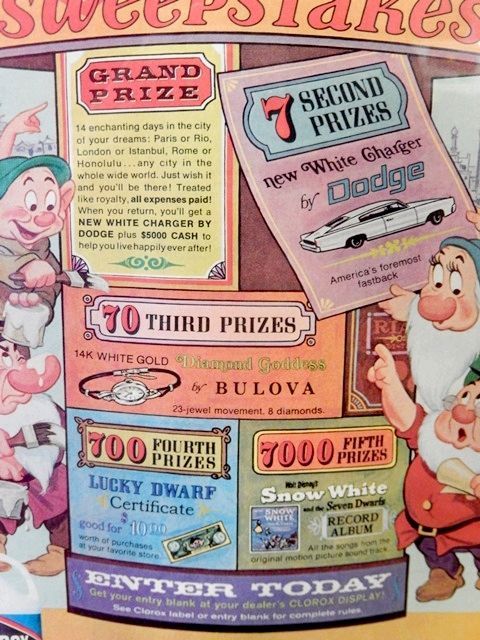 Sweepstakes
GRAND
PRIZE
14 enchanting days in the city
of your dreams: Paris or Rio,
London or Istanbul, Rome or
Honolulu...any city in the
whole wide world. Just wish it
and you'll be there! Treated
like royalty, all expenses paid!
When you return, you'll get a
NEW WHITE CHARGER BY
DODGE plus $5000 CASH to
help you live happily ever after!
7 SECOND
PRIZES
new White Charger
by Dodge
America's foremost
fastback
70 THIRD PRIZES
14K WHITE GOLD Diamond Goddess
by BULOVA
23-jewel movement. 8 diamonds.
700 FOURTH
PRIZES
LUCKY DWARF
Certificate
good for $10.00
worth of purchases
at your favorite store.
7000 FIFTH
PRIZES
Walt Disney's
Snow White
and the Seven Dwarfs
SNOW WHITE
RECORD
ALBUM
All the songs from the
original motion picture sound track.
ENTER TODAY
Get your entry blank at your dealer's CLOROX DISPLAY!
See Clorox label or entry blank for complete rules.